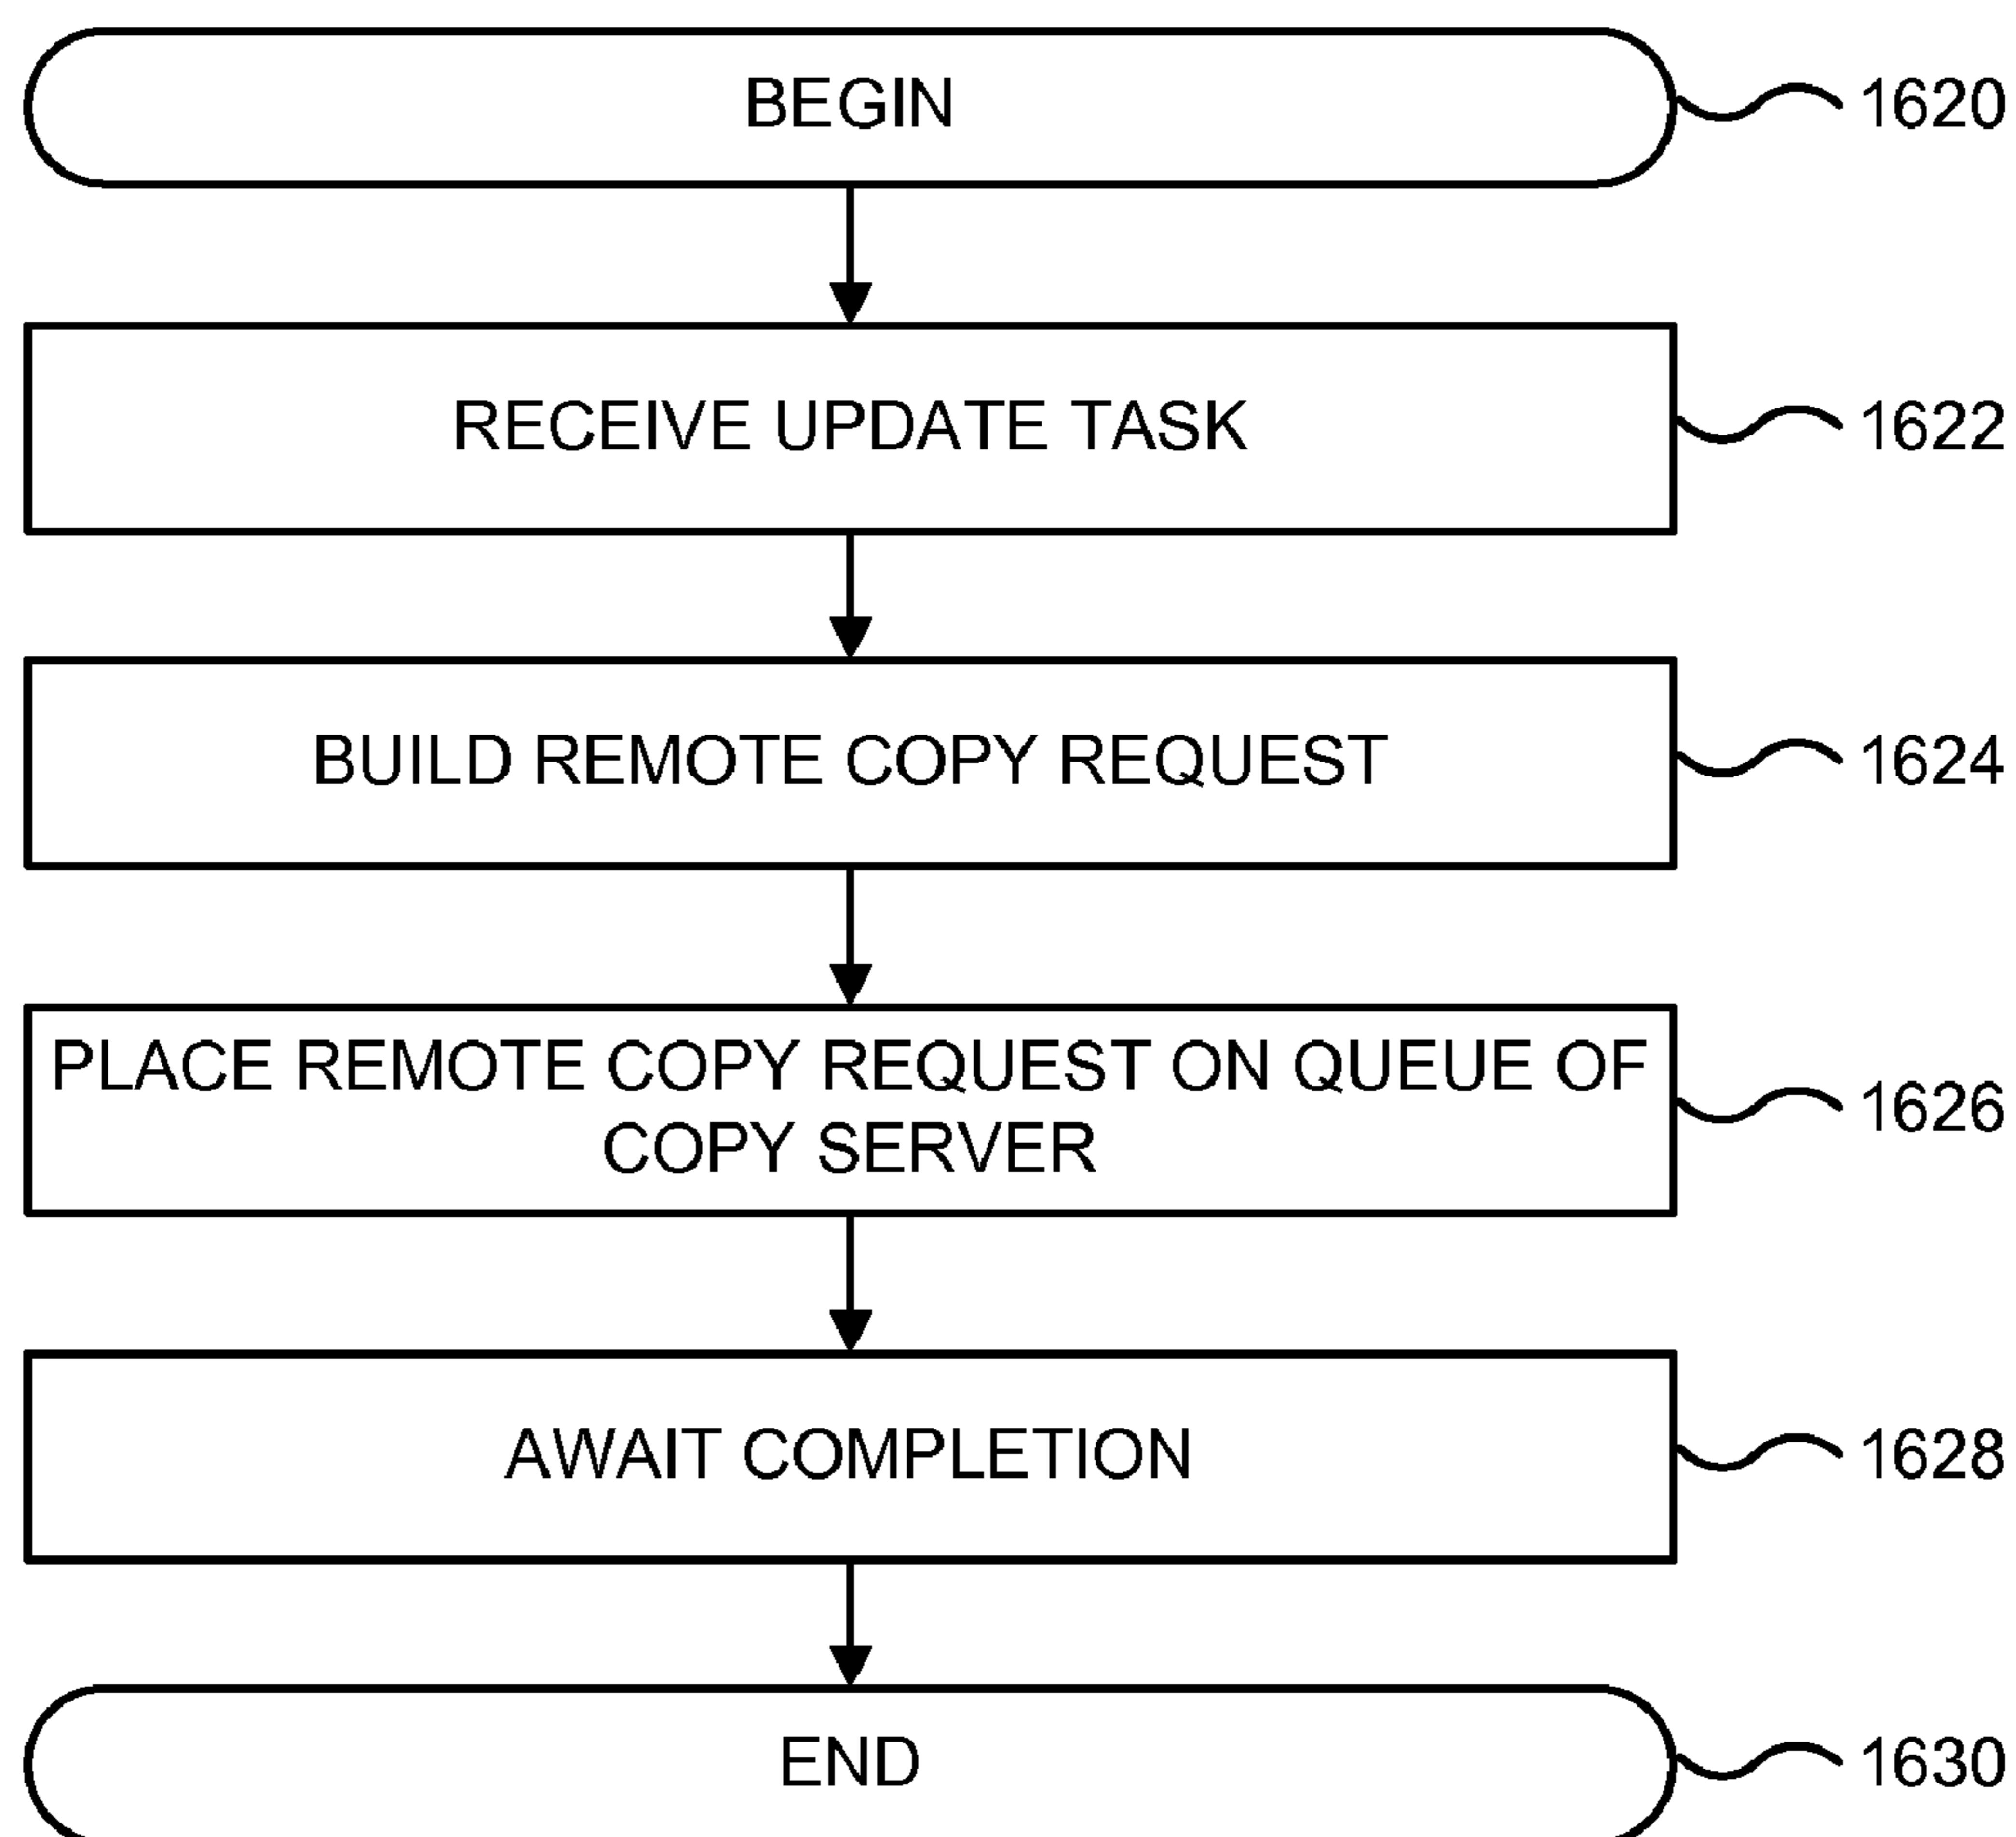 BEGIN
1620
RECEIVE UPDATE TASK
1622
BUILD REMOTE COPY REQUEST
1624
PLACE REMOTE COPY REQUEST ON QUEUE OF
COPY SERVER
1626
AWAIT COMPLETION
1628
END
1630